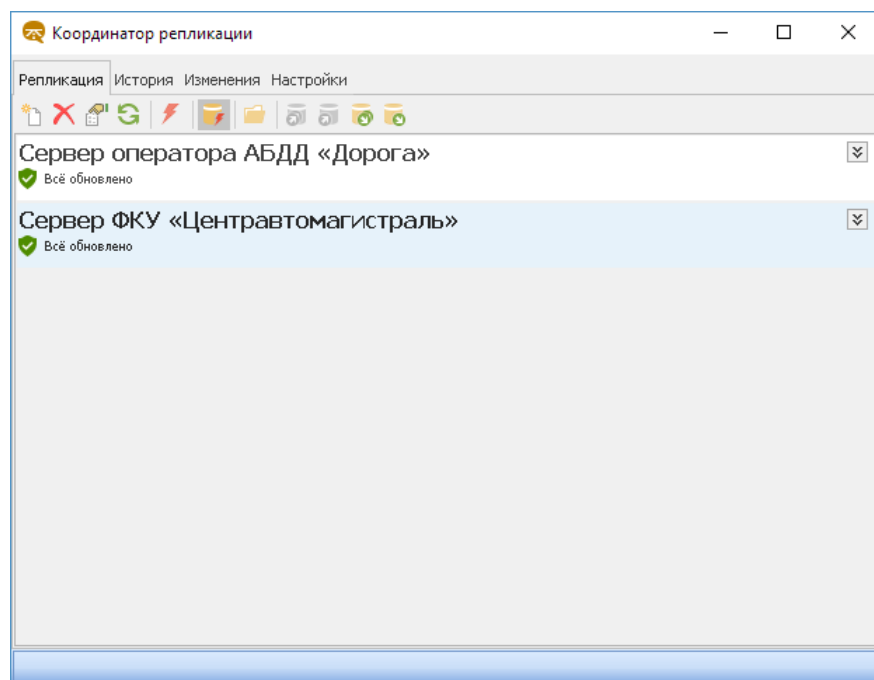 Координатор репликации
Репликация История Изменения Настройки
Сервер оператора АБДД «Дорога»
Всё обновлено
Сервер ФКУ «Центравтомагистраль»
Всё обновлено